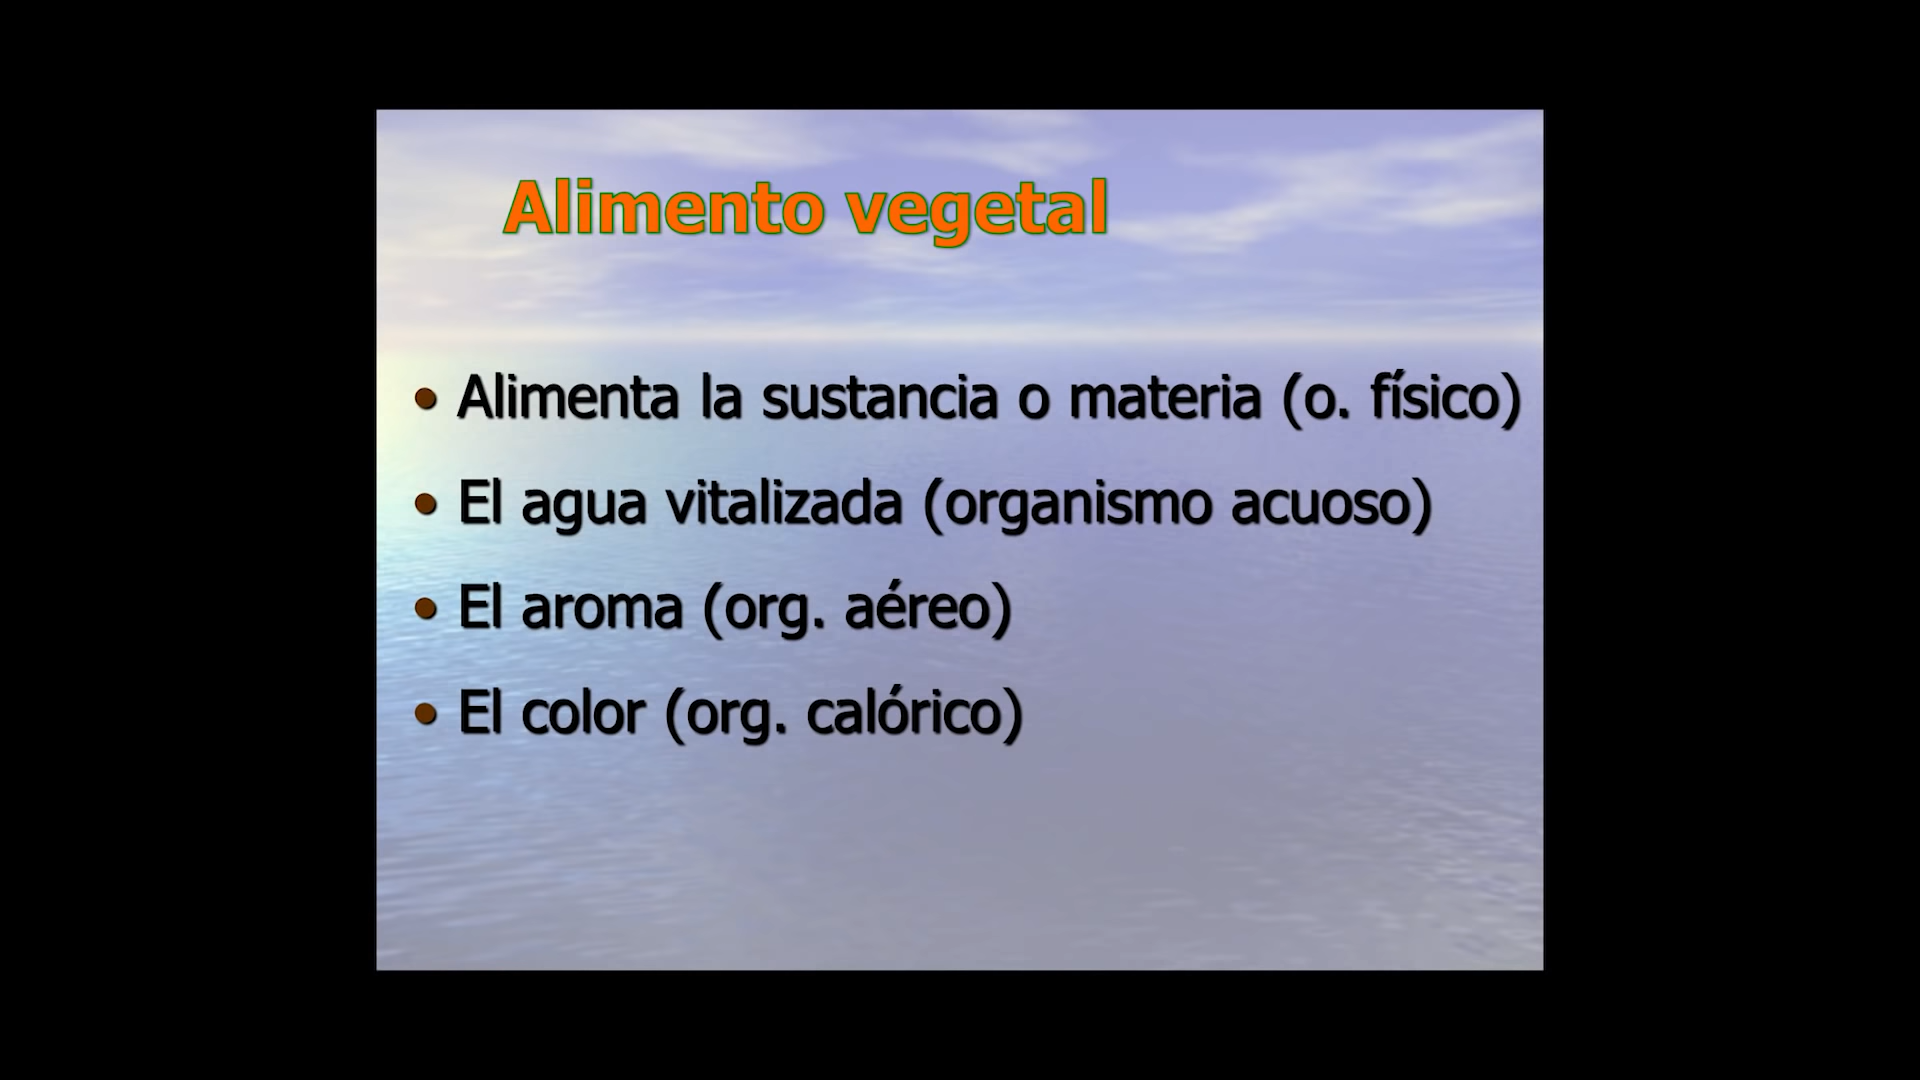 Alimento vegetal
• Alimenta la sustancia o materia (o. físico)
• El agua vitalizada (organismo acuoso)
• El aroma (org. aéreo)
• El color (org. calórico)